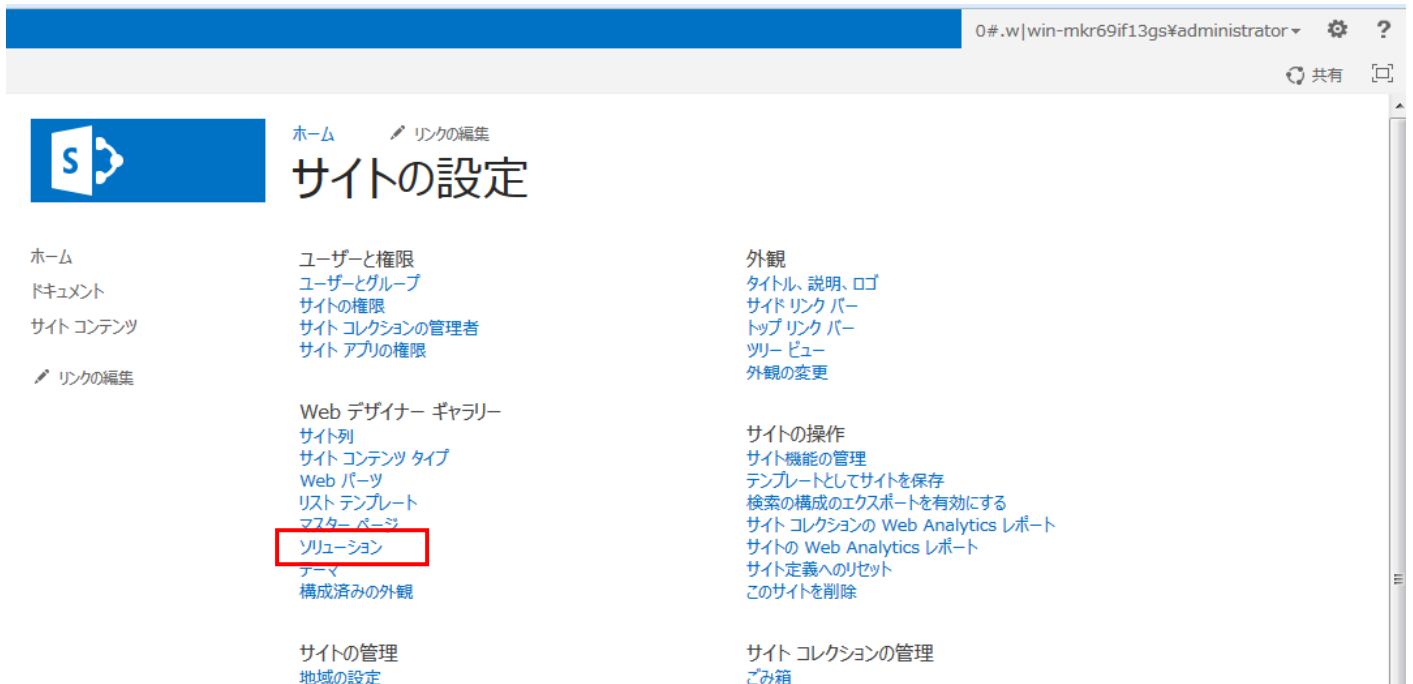 0#.w|win-mkr69if13gs¥administrator
?
共有
S
ホーム
リンクの編集
サイトの設定
ホーム
ドキュメント
サイト コンテンツ
リンクの編集
ユーザーと権限
ユーザーとグループ
サイトの権限
サイト コレクションの管理者
サイト アプリの権限
Web デザイナー ギャラリー
サイト列
サイト コンテンツ タイプ
Web パーツ
リスト テンプレート
マスター ページ
ソリューション
テーマ
構成済みの外観
サイトの管理
地域の設定
外観
タイトル、説明、ロゴ
サイド リンク バー
トップ リンク バー
ツリー ビュー
外観の変更
サイトの操作
サイト機能の管理
テンプレートとしてサイトを保存
検索の構成のエクスポートを有効にする
サイト コレクションの Web Analytics レポート
サイトの Web Analytics レポート
サイト定義へのリセット
このサイトを削除
サイト コレクションの管理
ごみ箱